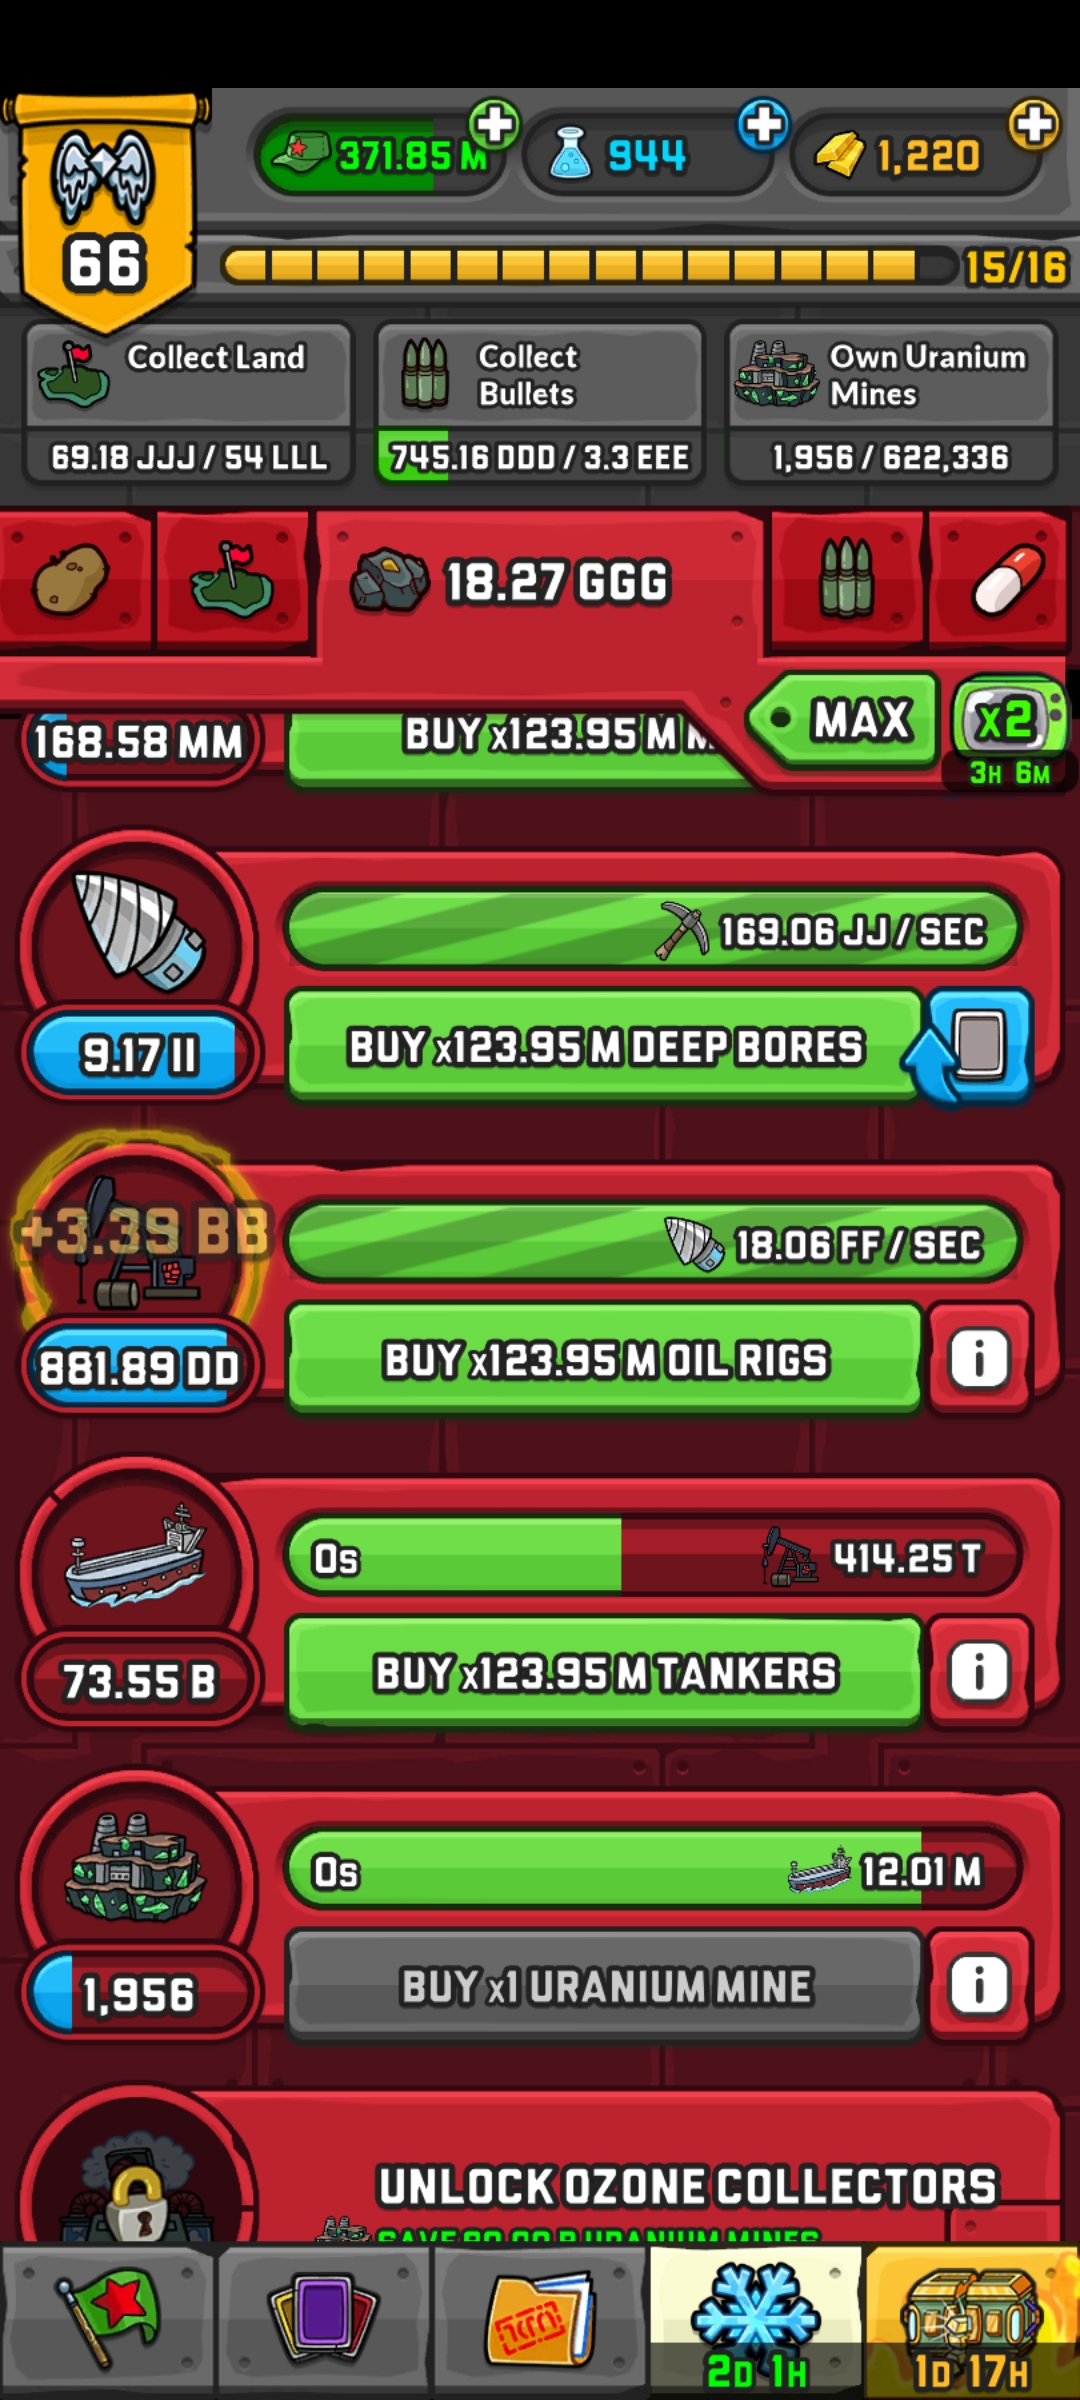 371.85 M
944
1,220
66
15/16
Collect Land
Collect
Bullets
Own Uranium
Mines
69.18 JJJ / 54 LLL
745.16 DDD / 3.3 EEE
1,956 / 622,336
18.27 GGG
MAX
x2
3H 6M
168.58 MM
BUY x123.95 M
169.06 JJ / SEC
9.17 II
BUY x123.95 M DEEP BORES
+3.39 BB
18.06 FF / SEC
881.89 DD
BUY x123.95 M OIL RIGS
i
0s
414.25 T
73.55 B
BUY x123.95 M TANKERS
i
0s
12.01 M
1,956
BUY x1 URANIUM MINE
i
UNLOCK OZONE COLLECTORS
2D 1H
1D 17H